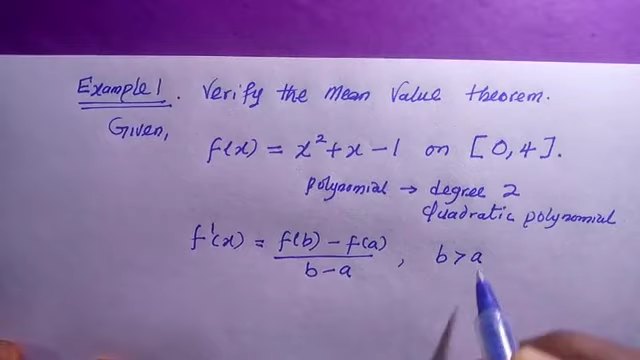 Example 1. Verify the mean value theorem.
Given,
f(x) = x² + x - 1 on [0, 4].
polynomial → degree 2
quadratic polynomial
f'(x) = f(b) - f(a) / b - a , b > a